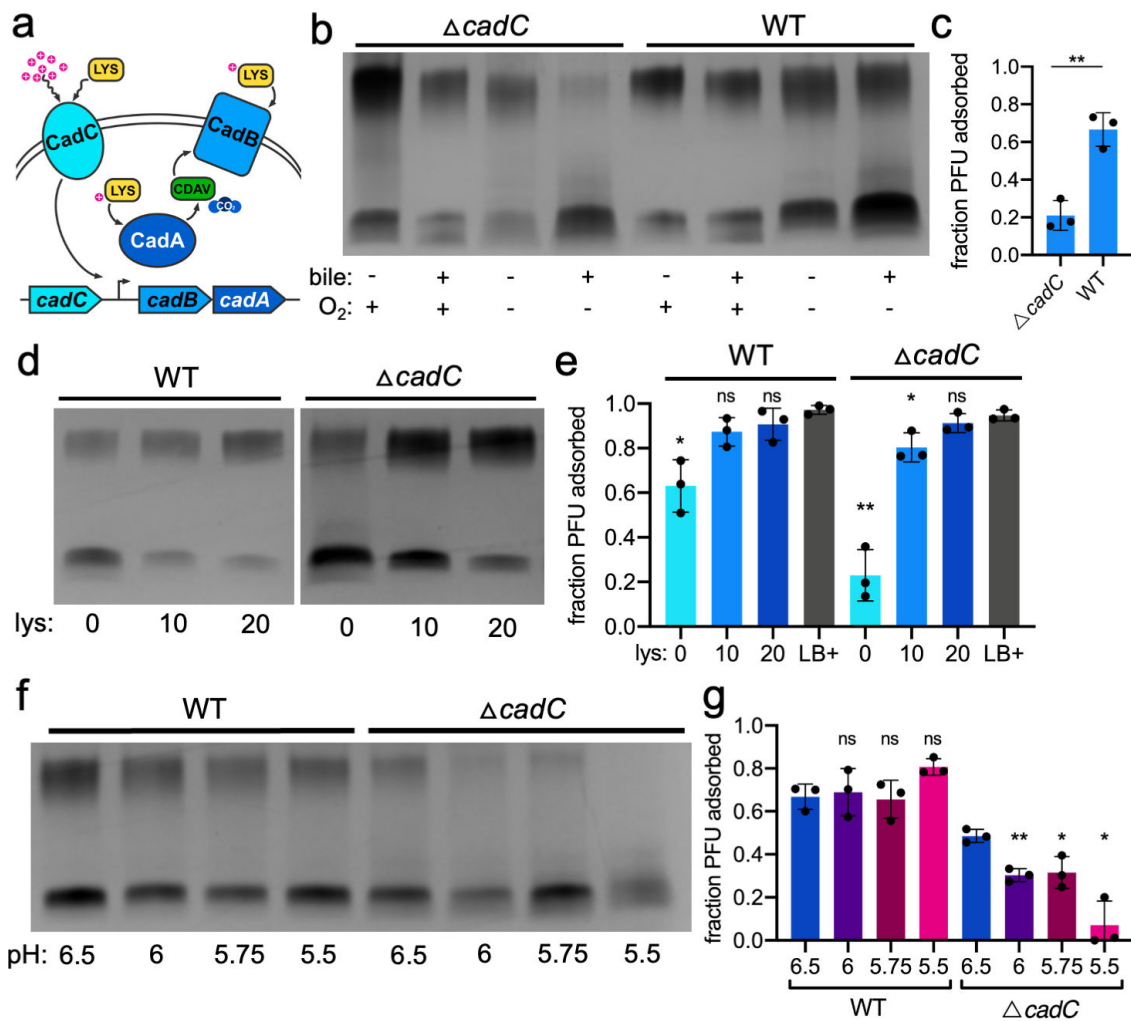 a
LYS
LYS
CadC
CadB
LYS
CDAV
CO₂
CadA
cadC
cadB
cadA
b
△cadC
WT
bile: - + - + - + - +
O₂: + + - - + + - -
c
fraction PFU adsorbed
1.0
0.8
0.6
0.4
0.2
0.0
**
△cadC
WT
d
WT
△cadC
lys: 0 10 20 0 10 20
e
WT
△cadC
fraction PFU adsorbed
1.0
0.8
0.6
0.4
0.2
0.0
* ns ns ** * ns
lys: 0 10 20 LB+ 0 10 20 LB+
f
WT
△cadC
pH: 6.5 6 5.75 5.5 6.5 6 5.75 5.5
g
fraction PFU adsorbed
1.0
0.8
0.6
0.4
0.2
0.0
ns ns ns ** * *
6.5 6 5.75 5.5 6.5 6 5.75 5.5
WT
△cadC